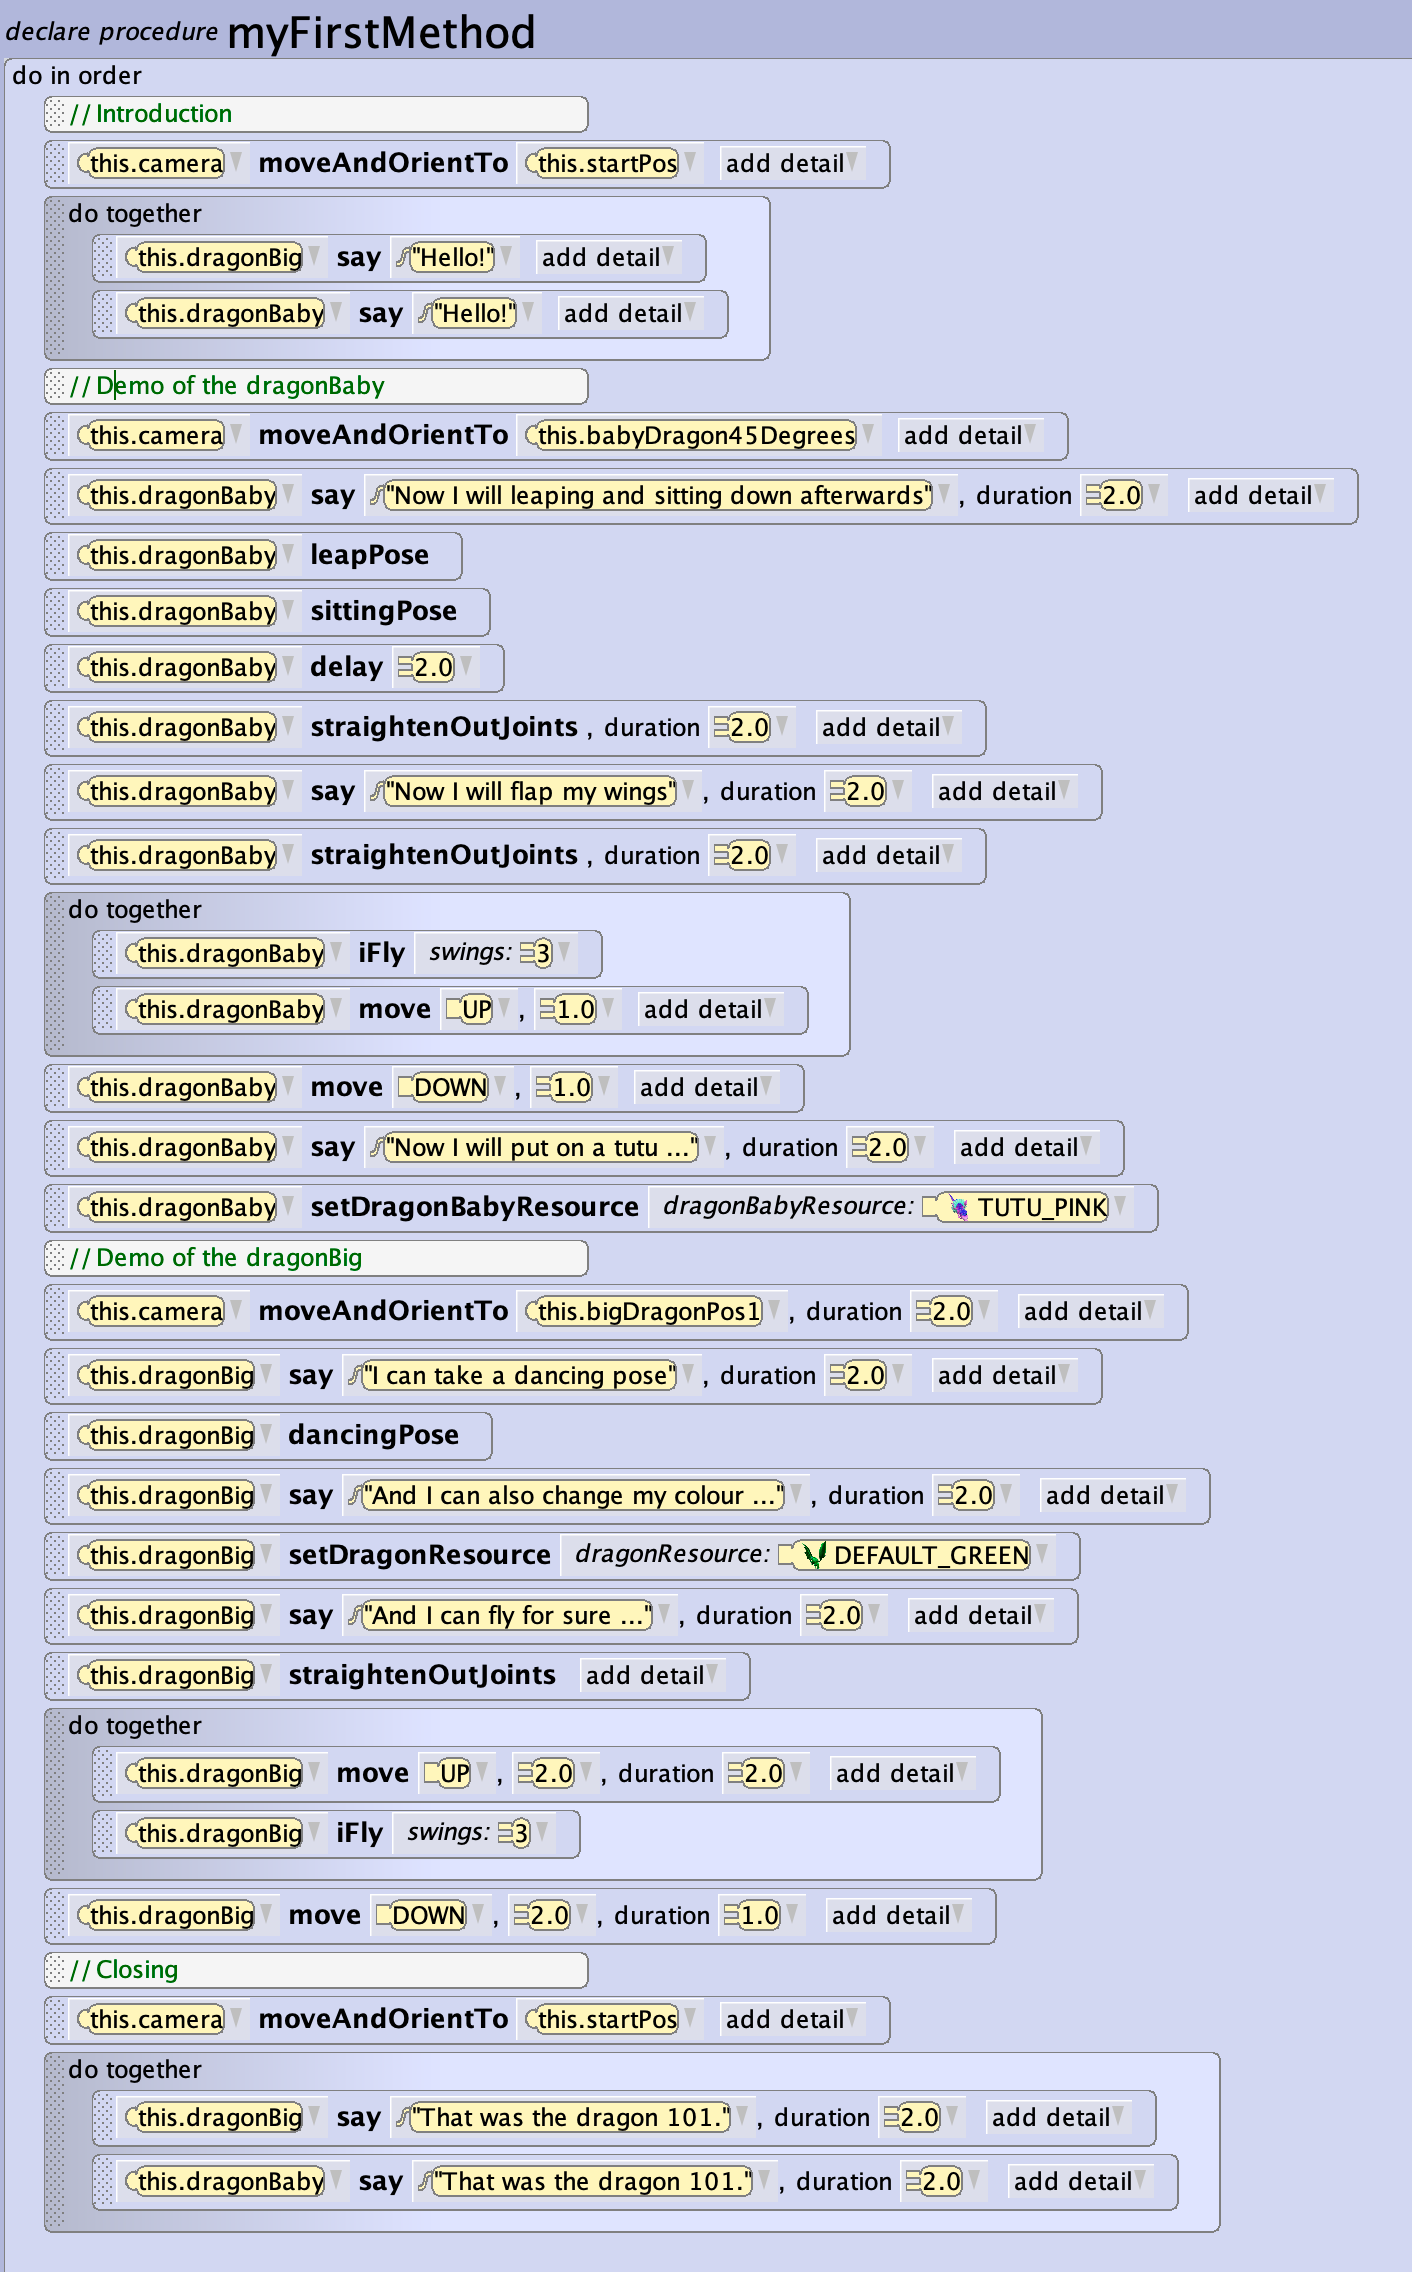 declare procedure myFirstMethod
do in order
// Introduction
this.camera moveAndOrientTo this.startPos add detail
do together
this.dragonBig say "Hello!" add detail
this.dragonBaby say "Hello!" add detail
// Demo of the dragonBaby
this.camera moveAndOrientTo this.babyDragon45Degrees add detail
this.dragonBaby say "Now I will leaping and sitting down afterwards" , duration 2.0 add detail
this.dragonBaby leapPose
this.dragonBaby sittingPose
this.dragonBaby delay 2.0
this.dragonBaby straightenOutJoints , duration 2.0 add detail
this.dragonBaby say "Now I will flap my wings" , duration 2.0 add detail
this.dragonBaby straightenOutJoints , duration 2.0 add detail
do together
this.dragonBaby iFly swings: 3
this.dragonBaby move UP , 1.0 add detail
this.dragonBaby move DOWN , 1.0 add detail
this.dragonBaby say "Now I will put on a tutu ..." , duration 2.0 add detail
this.dragonBaby setDragonBabyResource dragonBabyResource: TUTU_PINK
// Demo of the dragonBig
this.camera moveAndOrientTo this.bigDragonPos1 , duration 2.0 add detail
this.dragonBig say "I can take a dancing pose" , duration 2.0 add detail
this.dragonBig dancingPose
this.dragonBig say "And I can also change my colour ..." , duration 2.0 add detail
this.dragonBig setDragonResource dragonResource: DEFAULT_GREEN
this.dragonBig say "And I can fly for sure ..." , duration 2.0 add detail
this.dragonBig straightenOutJoints add detail
do together
this.dragonBig move UP , 2.0 , duration 2.0 add detail
this.dragonBig iFly swings: 3
this.dragonBig move DOWN , 2.0 , duration 1.0 add detail
// Closing
this.camera moveAndOrientTo this.startPos add detail
do together
this.dragonBig say "That was the dragon 101." , duration 2.0 add detail
this.dragonBaby say "That was the dragon 101." , duration 2.0 add detail